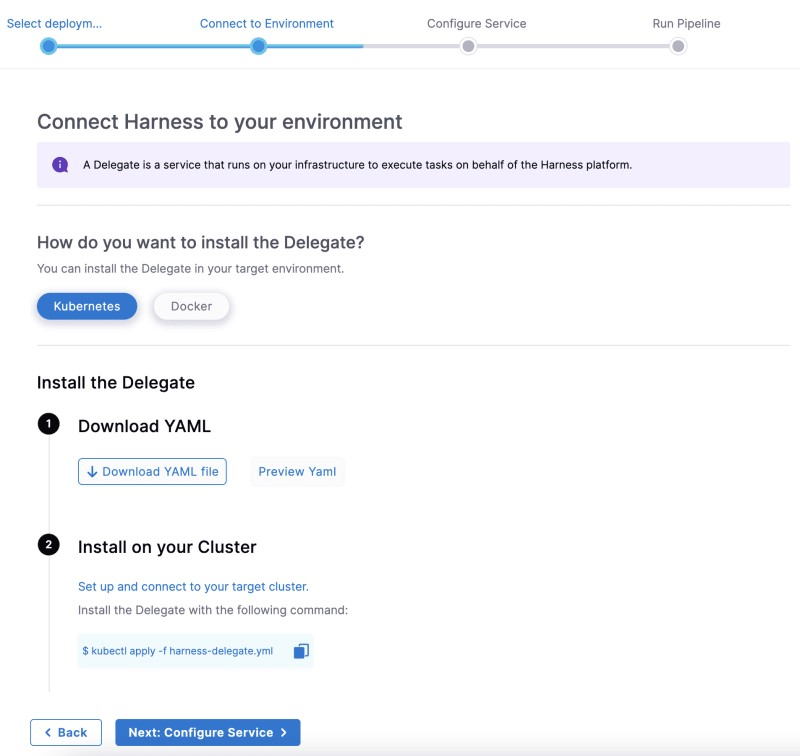 Select deploym...
Connect to Environment
Configure Service
Run Pipeline
Connect Harness to your environment
A Delegate is a service that runs on your infrastructure to execute tasks on behalf of the Harness platform.
How do you want to install the Delegate?
You can install the Delegate in your target environment.
Kubernetes
Docker
Install the Delegate
1 Download YAML
Download YAML file
Preview Yaml
2 Install on your Cluster
Set up and connect to your target cluster.
Install the Delegate with the following command:
$ kubectl apply -f harness-delegate.yml
Back
Next: Configure Service